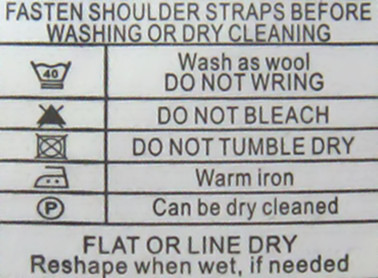 FASTEN SHOULDER STRAPS BEFORE
WASHING OR DRY CLEANING
40
Wash as wool
DO NOT WRING
DO NOT BLEACH
DO NOT TUMBLE DRY
Warm iron
P
Can be dry cleaned
FLAT OR LINE DRY
Reshape when wet, if needed